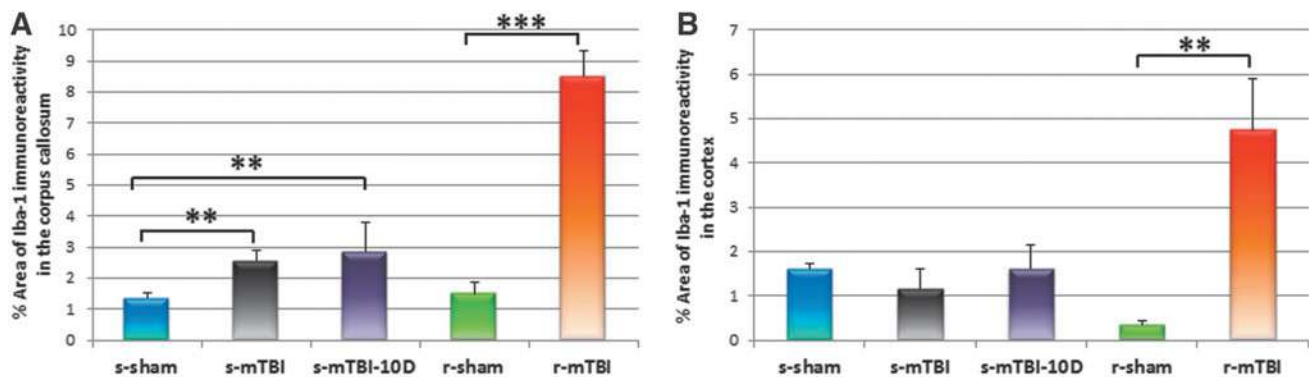 A
% Area of Iba-1 immunoreactivity
in the corpus callosum
10
9
8
7
6
5
4
3
2
1
0
**
**
***
s-sham s-mTBI s-mTBI-10D r-sham r-mTBI
B
% Area of Iba-1 immunoreactivity
in the cortex
7
6
5
4
3
2
1
0
**
s-sham s-mTBI s-mTBI-10D r-sham r-mTBI